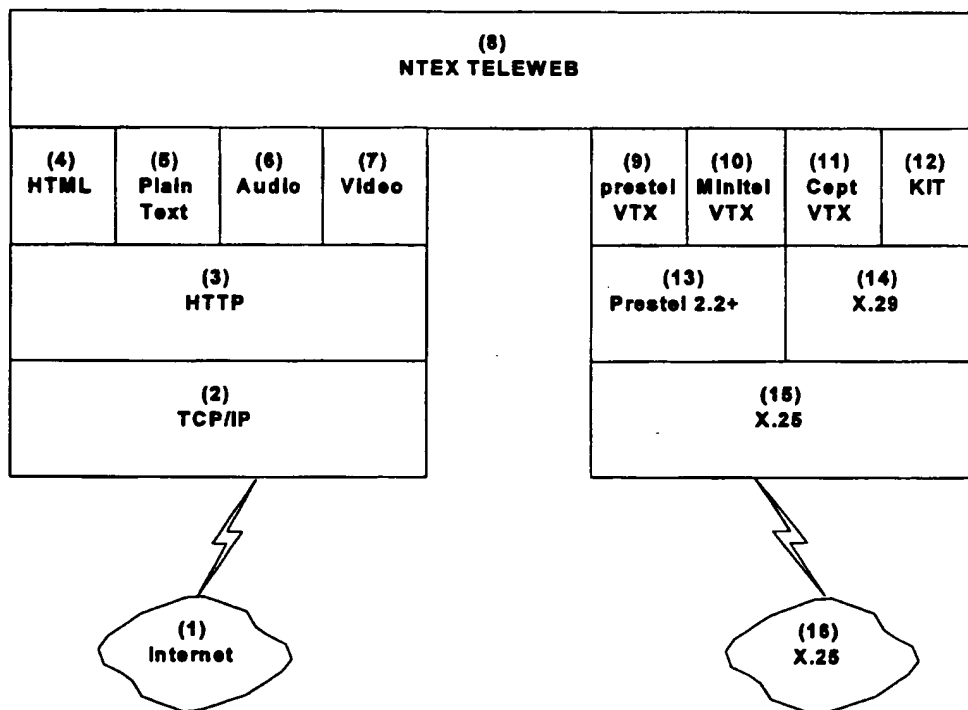 (8)
NTEX TELEWEB
(4)
HTML
(5)
Plain
Text
(6)
Audio
(7)
Video
(9)
prestel
VTX
(10)
Minitel
VTX
(11)
Cept
VTX
(12)
KIT
(3)
HTTP
(13)
Prestel 2.2+
(14)
X.29
(2)
TCP/IP
(15)
X.25
(1)
Internet
(16)
X.25